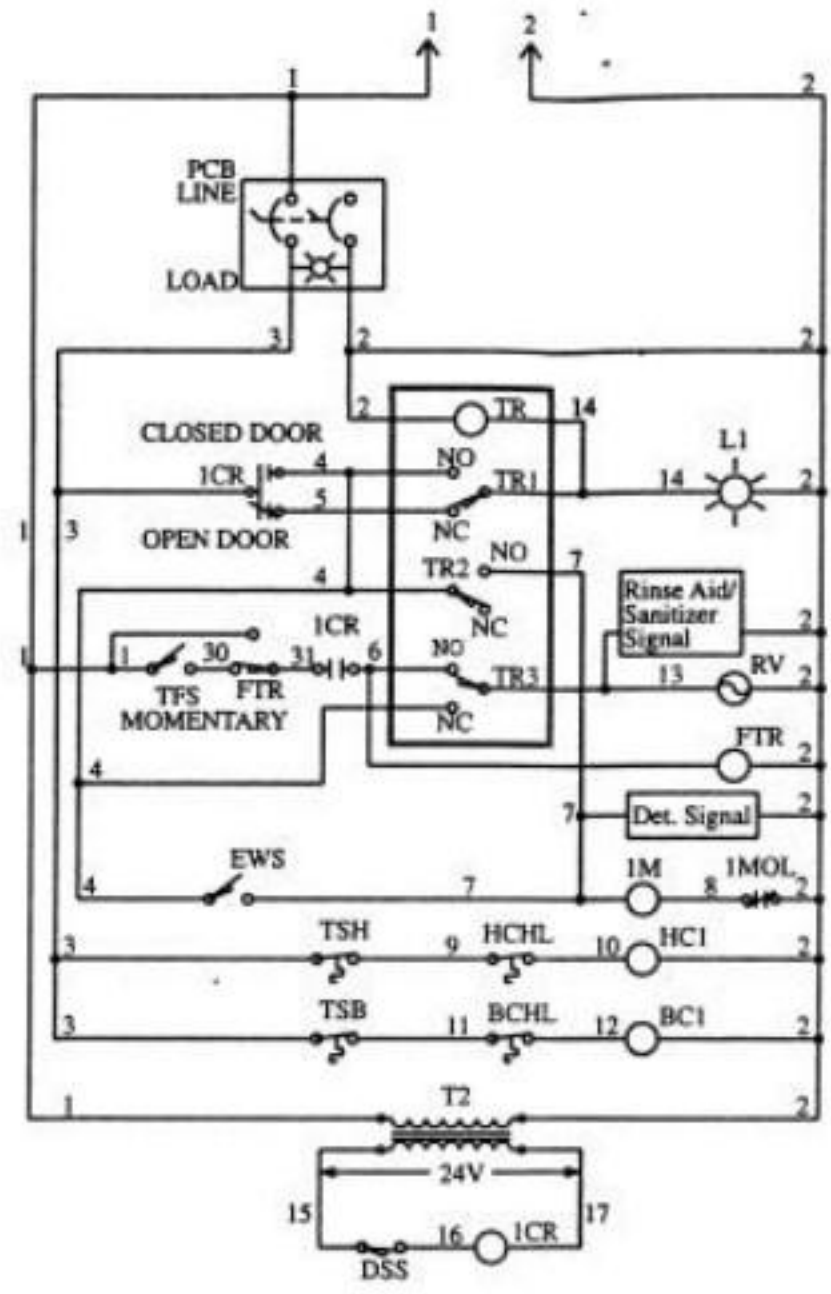 1 2
1 2
PCB
LINE
LOAD
3 2 2
2 TR 14
CLOSED DOOR
L1
1CR 4 NO
TR1 14 2
5
OPEN DOOR NC
1 3
NO 7
4 TR2
NC
Rinse Aid/
Sanitizer
Signal
2
1CR
1 1 30 31 6 NO
TFS FTR
MOMENTARY
TR3 13 RV 2
NC
FTR
2
4
7 Det. Signal 2
EWS
4 7 1M 8 1MOL 2
3 TSH 9 HCHL 10 HC1 2
3 TSB 11 BCHL 12 BC1 2
1 T2 2
24V
15 17
16 1CR
DSS